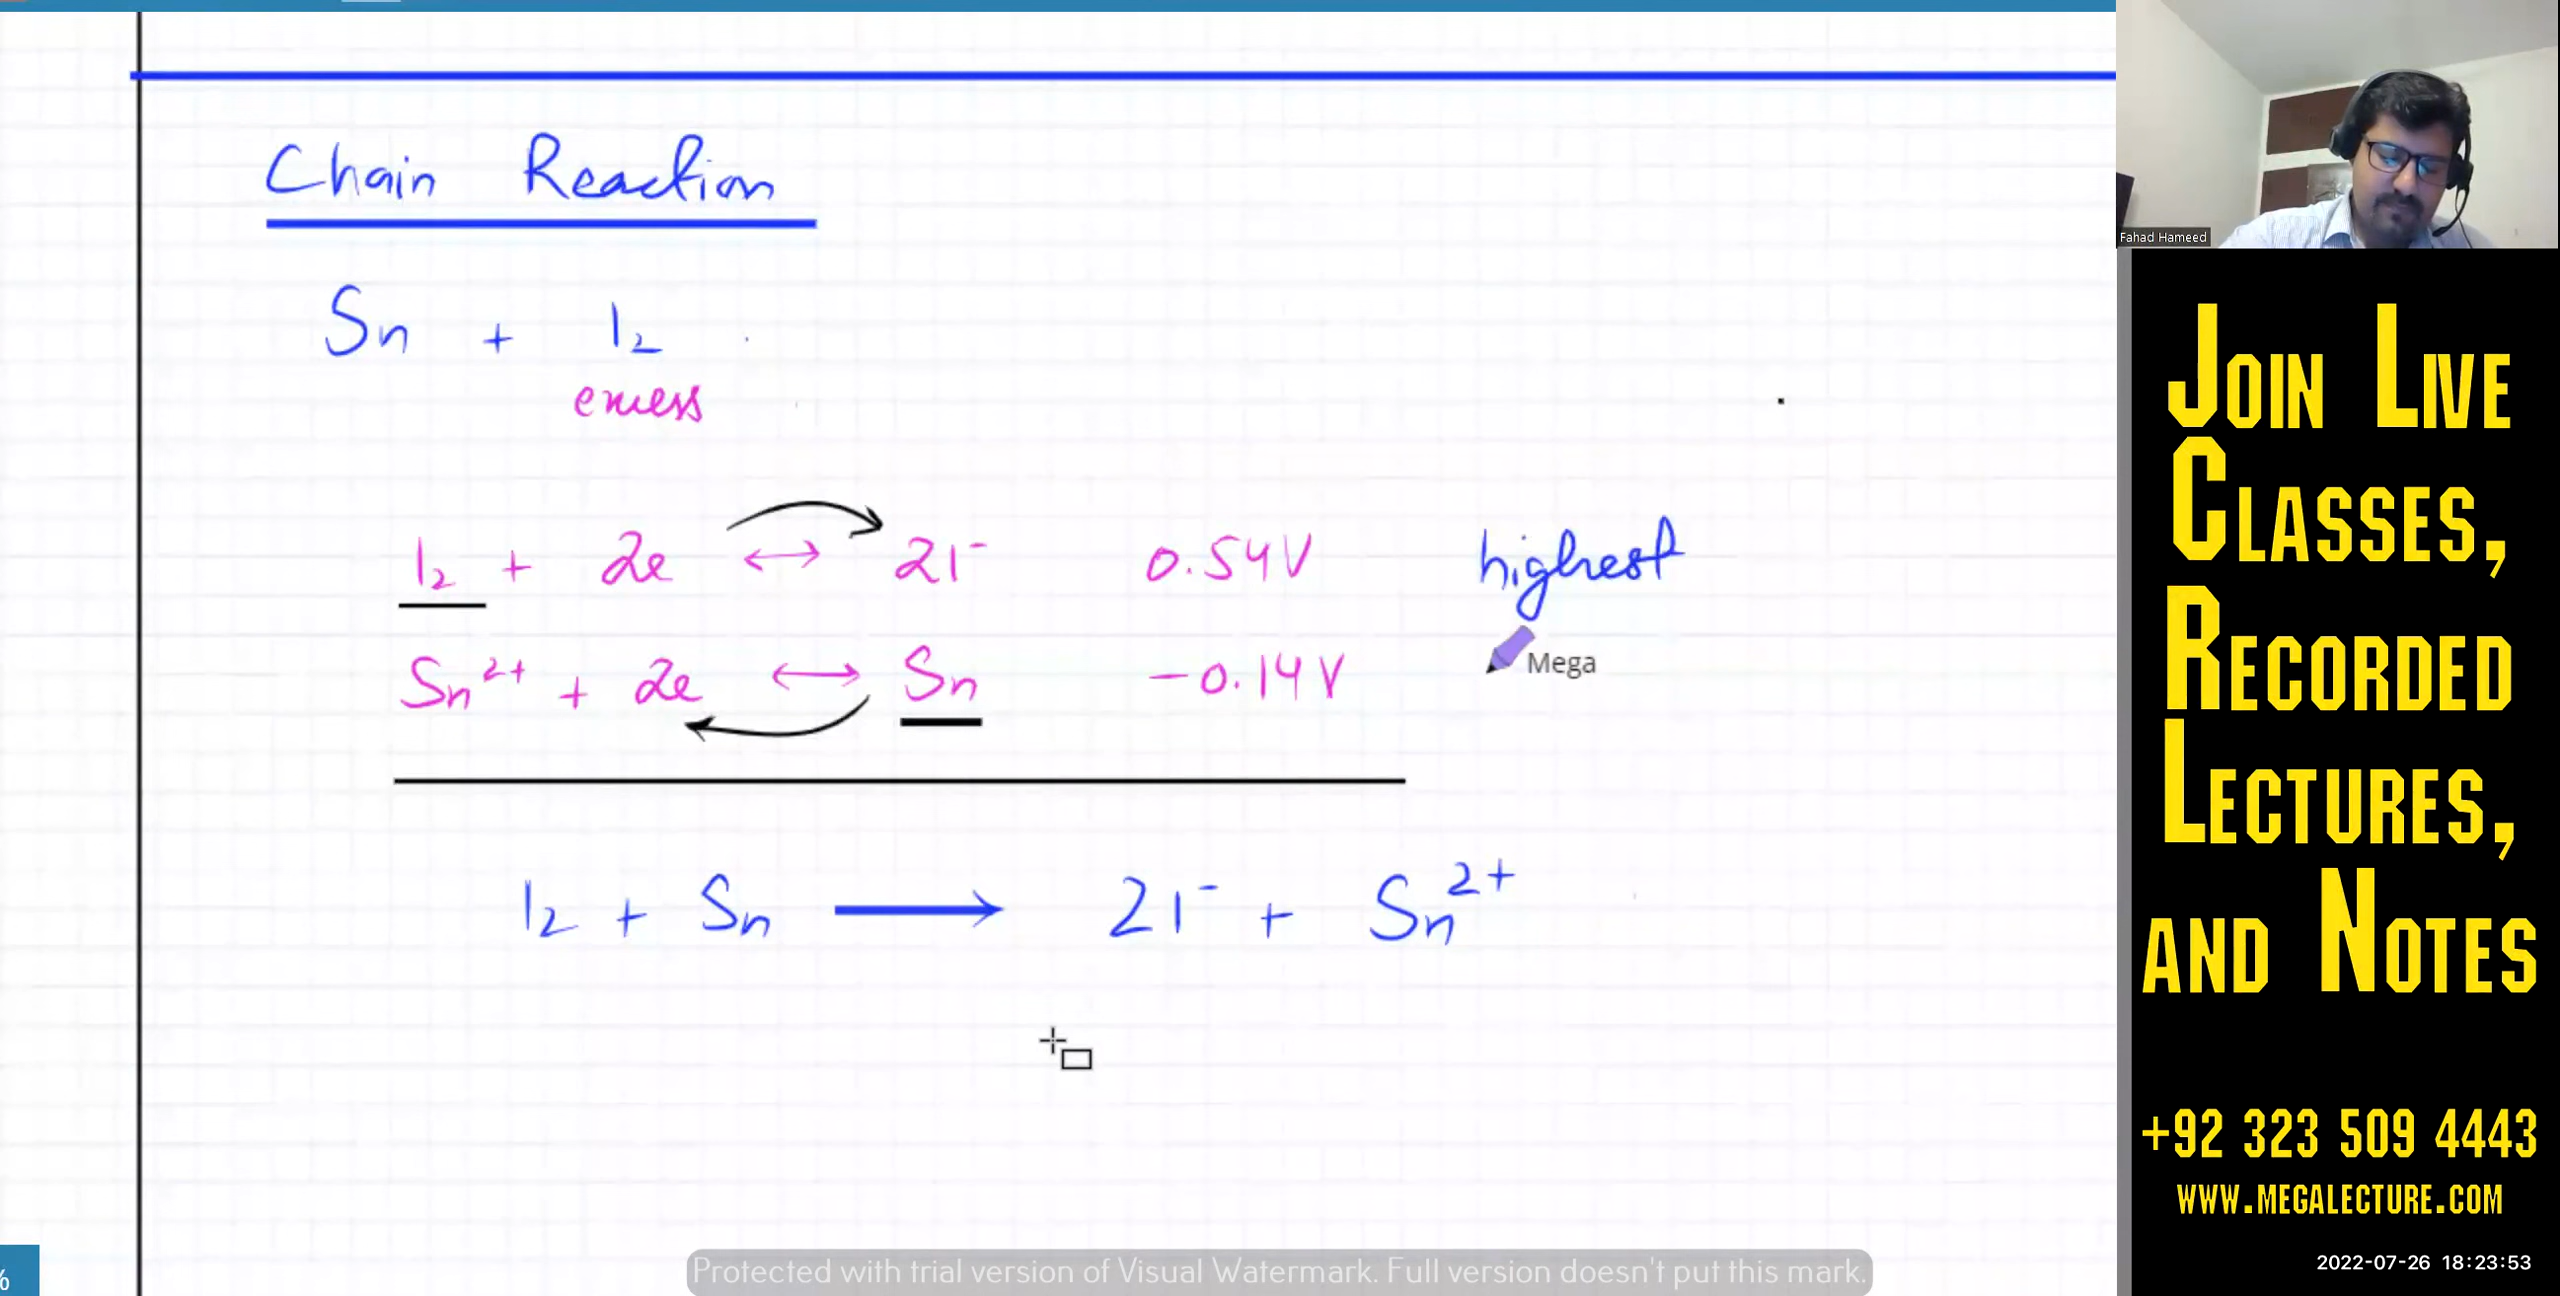 Chain Reaction
Sn + I₂
excess
I₂ + 2e ⟷ 2I⁻ 0.54V highest
Sn²⁺ + 2e ⟷ Sn −0.14V
Mega
I₂ + Sn ⟶ 2I⁻ + Sn²⁺
%
Protected with trial version of Visual Watermark. Full version doesn't put this mark.
Fahad Hameed
JOIN LIVE
CLASSES,
RECORDED
LECTURES,
AND NOTES
+92 323 509 4443
WWW.MEGALECTURE.COM
2022-07-26 18:23:53